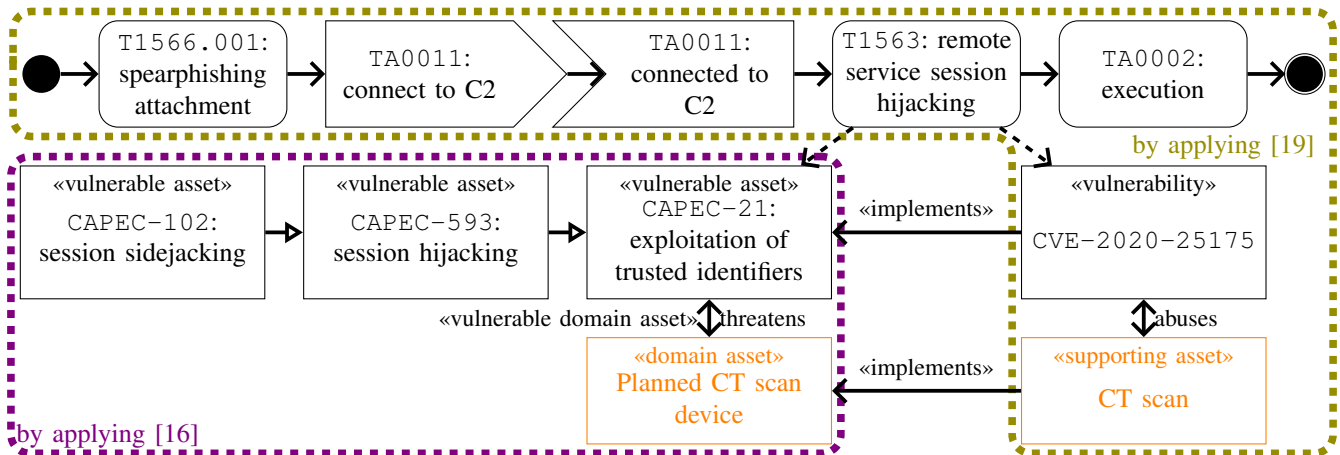 T1566.001:
spearphishing
attachment
TA0011:
connect to C2
TA0011:
connected to
C2
T1563: remote
service session
hijacking
TA0002:
execution
by applying [19]
«vulnerable asset»
CAPEC-102:
session sidejacking
«vulnerable asset»
CAPEC-593:
session hijacking
«vulnerable asset»
CAPEC-21:
exploitation of
trusted identifiers
«implements»
«vulnerability»
CVE-2020-25175
«vulnerable domain asset»
threatens
abuses
«domain asset»
Planned CT scan
device
«implements»
«supporting asset»
CT scan
by applying [16]